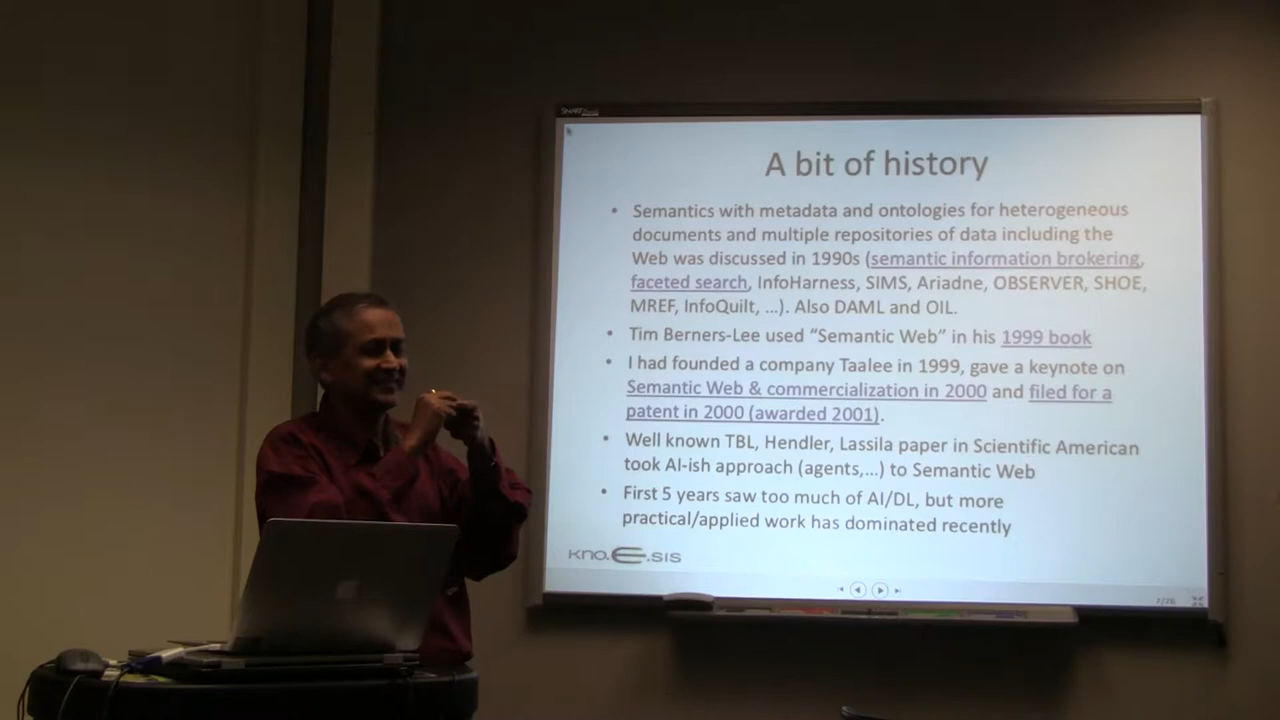 SMART
A bit of history
• Semantics with metadata and ontologies for heterogeneous
documents and multiple repositories of data including the
Web was discussed in 1990s (semantic information brokering,
faceted search, InfoHarness, SIMS, Ariadne, OBSERVER, SHOE,
MREF, InfoQuilt, ...). Also DAML and OIL.
• Tim Berners-Lee used “Semantic Web” in his 1999 book
• I had founded a company Taalee in 1999, gave a keynote on
Semantic Web & commercialization in 2000 and filed for a
patent in 2000 (awarded 2001).
• Well known TBL, Hendler, Lassila paper in Scientific American
took AI-ish approach (agents,...) to Semantic Web
• First 5 years saw too much of AI/DL, but more
practical/applied work has dominated recently
kno.e.sis